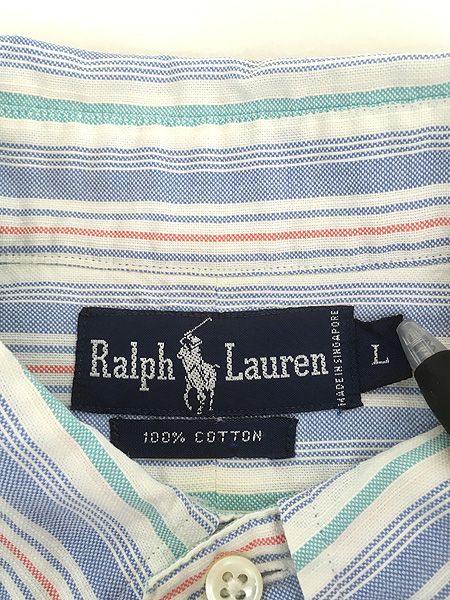 Ralph Lauren
MADE IN SINGAPORE
L
100% COTTON